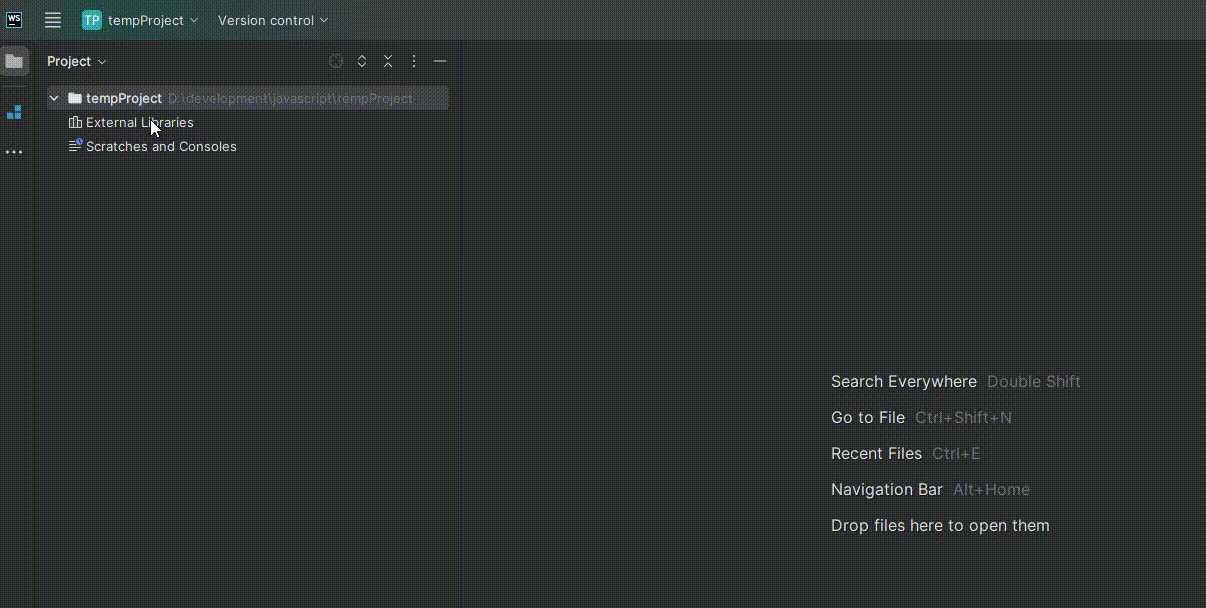 WS TP tempProject Version control
Project
tempProject D:\development\javascript\tempProject
External Libraries
Scratches and Consoles
Search Everywhere Double Shift
Go to File Ctrl+Shift+N
Recent Files Ctrl+E
Navigation Bar Alt+Home
Drop files here to open them